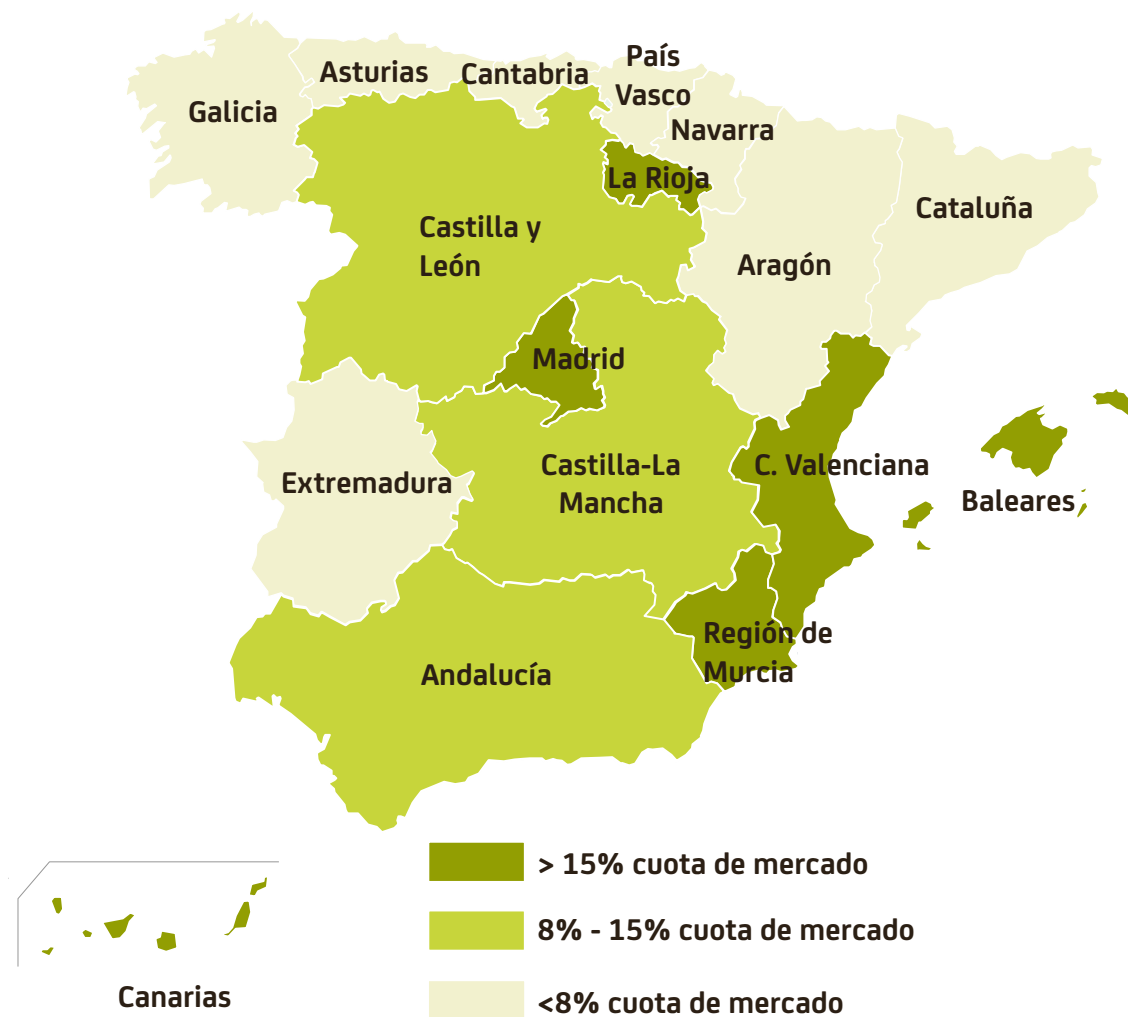 País
Vasco
Asturias
Cantabria
Galicia
Navarra
La Rioja
Cataluña
Castilla y
León
Aragón
Madrid
Extremadura
Castilla-La
Mancha
C. Valenciana
Baleares
Región de
Murcia
Andalucía
> 15% cuota de mercado
8% - 15% cuota de mercado
<8% cuota de mercado
Canarias